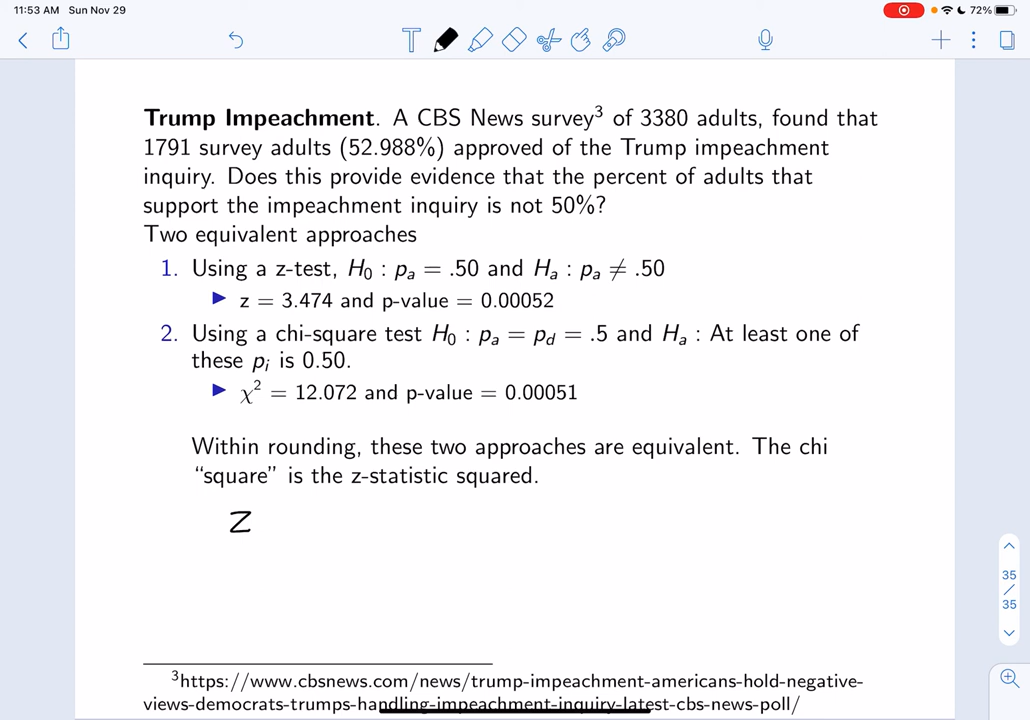 11:53 AM Sun Nov 29 72%
T
Trump Impeachment. A CBS News survey³ of 3380 adults, found that
1791 survey adults (52.988%) approved of the Trump impeachment
inquiry. Does this provide evidence that the percent of adults that
support the impeachment inquiry is not 50%?
Two equivalent approaches
1. Using a z-test, H₀ : pₐ = .50 and Hₐ : pₐ ≠ .50
▶ z = 3.474 and p-value = 0.00052
2. Using a chi-square test H₀ : pₐ = p_d = .5 and Hₐ : At least one of
these pᵢ is 0.50.
▶ χ² = 12.072 and p-value = 0.00051
Within rounding, these two approaches are equivalent. The chi
“square” is the z-statistic squared.
Z
35
/
35
³https://www.cbsnews.com/news/trump-impeachment-americans-hold-negative-
views-democrats-trumps-handling-impeachment-inquiry-latest-cbs-news-poll/